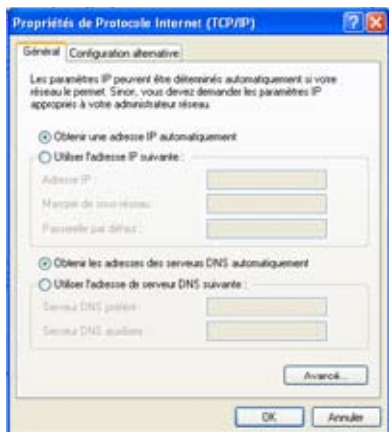 Propriétés de Protocole Internet (TCP/IP)
Général
Configuration alternative
Les paramètres IP peuvent être déterminés automatiquement si votre
réseau le permet. Sinon, vous devez demander les paramètres IP
appropriés à votre administrateur réseau.
Obtenir une adresse IP automatiquement
Utiliser l'adresse IP suivante :
Adresse IP :
Masque de sous-réseau :
Passerelle par défaut :
Obtenir les adresses des serveurs DNS automatiquement
Utiliser l'adresse de serveur DNS suivante :
Serveur DNS préféré :
Serveur DNS auxiliaire :
Avancé...
OK
Annuler